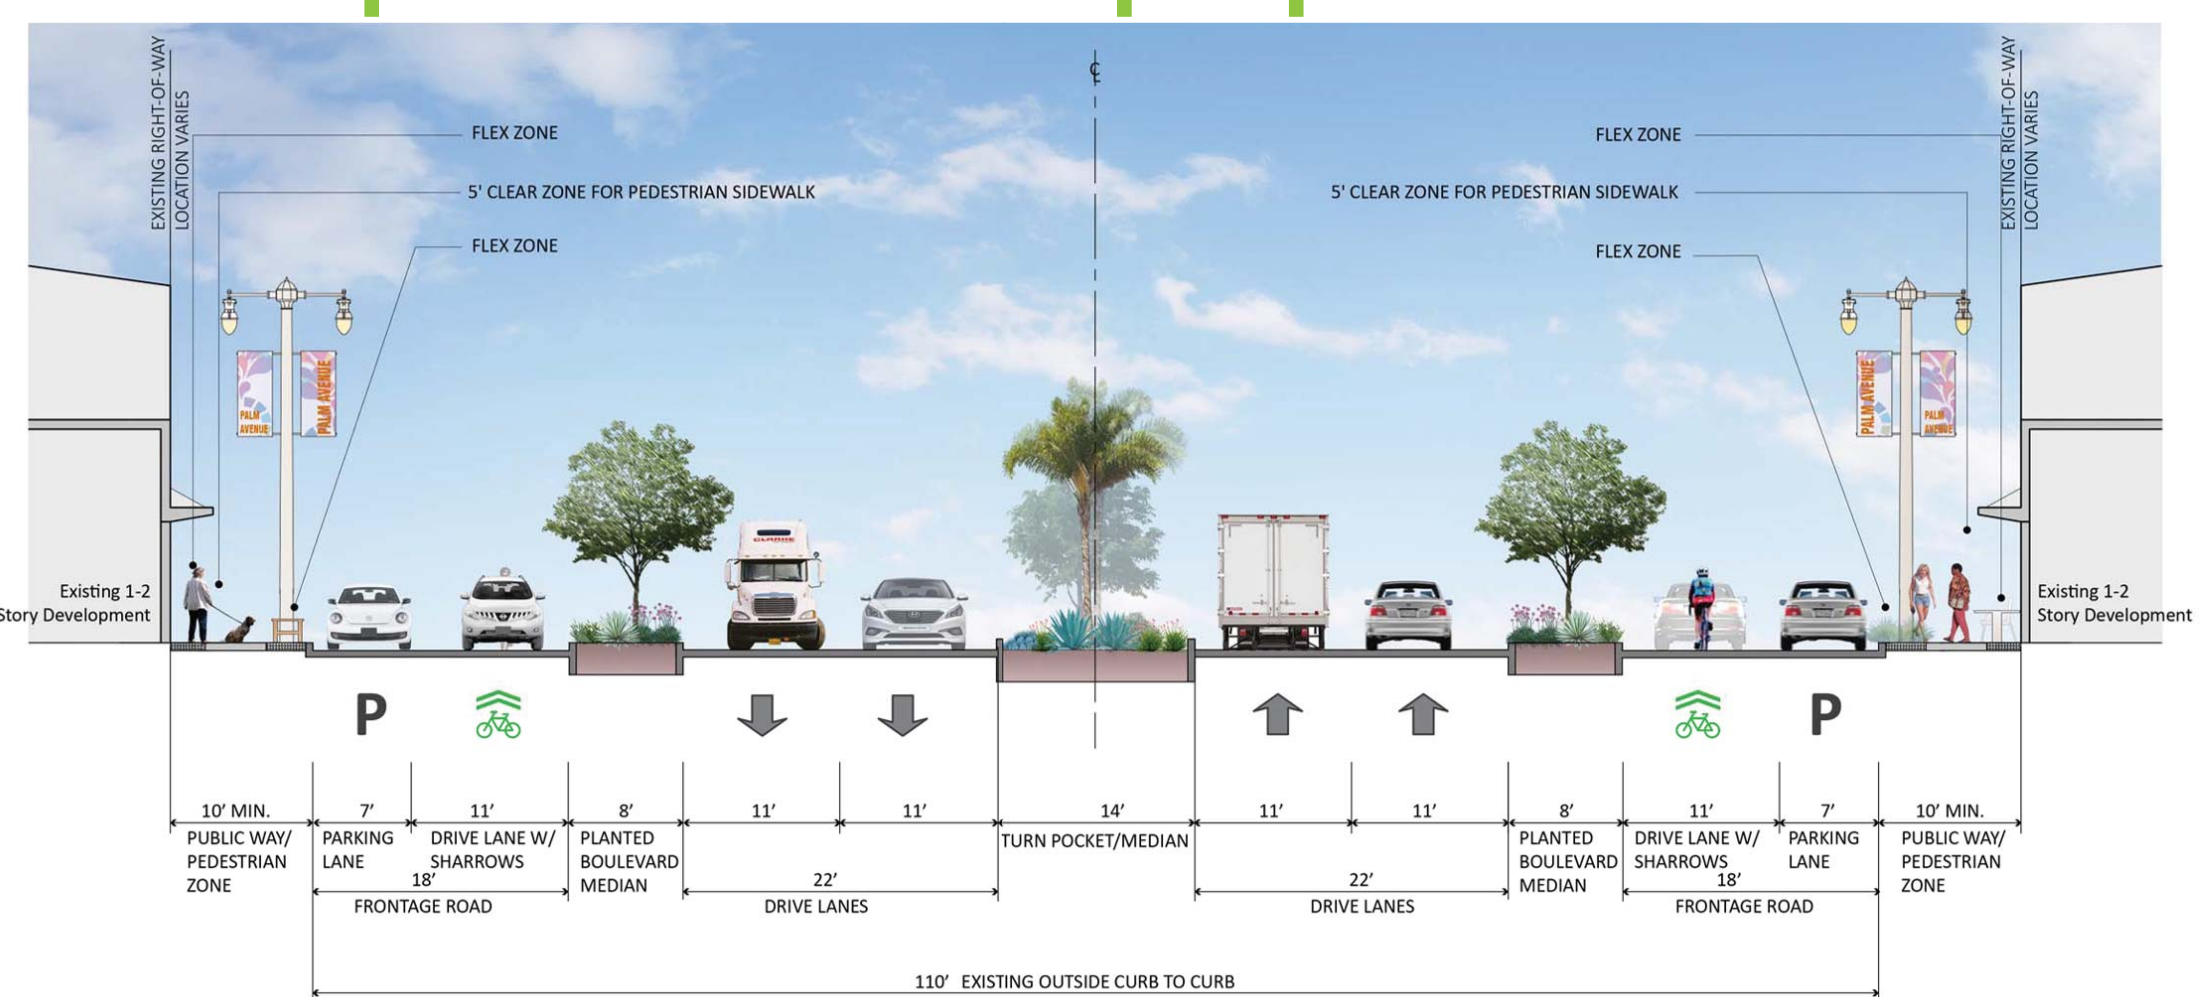 ℄
EXISTING RIGHT-OF-WAY
LOCATION VARIES
FLEX ZONE
5' CLEAR ZONE FOR PEDESTRIAN SIDEWALK
FLEX ZONE
FLEX ZONE
5' CLEAR ZONE FOR PEDESTRIAN SIDEWALK
FLEX ZONE
EXISTING RIGHT-OF-WAY
LOCATION VARIES
PALM
AVENUE
PALM AVENUE
PALM AVENUE
PALM
AVENUE
Existing 1-2
Story Development
Existing 1-2
Story Development
P
P
10' MIN.
PUBLIC WAY/
PEDESTRIAN
ZONE
7'
PARKING
LANE
11'
DRIVE LANE W/
SHARROWS
18'
FRONTAGE ROAD
8'
PLANTED
BOULEVARD
MEDIAN
11'
11'
22'
DRIVE LANES
14'
TURN POCKET/MEDIAN
11'
11'
22'
DRIVE LANES
8'
PLANTED
BOULEVARD
MEDIAN
11'
DRIVE LANE W/
SHARROWS
7'
PARKING
LANE
18'
FRONTAGE ROAD
10' MIN.
PUBLIC WAY/
PEDESTRIAN
ZONE
110' EXISTING OUTSIDE CURB TO CURB